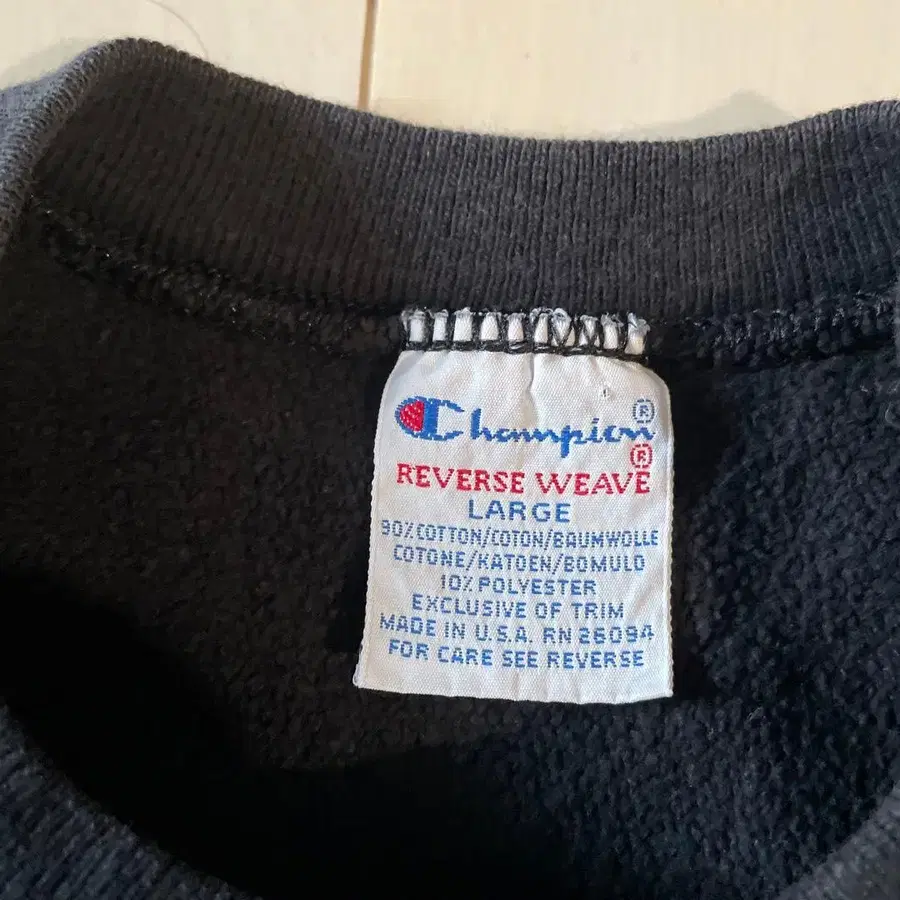 Champion®
REVERSE WEAVE®
LARGE
90% COTTON/COTON/BAUMWOLLE
COTONE/KATOEN/BOMULD
10% POLYESTER
EXCLUSIVE OF TRIM
MADE IN U.S.A. RN 26094
FOR CARE SEE REVERSE